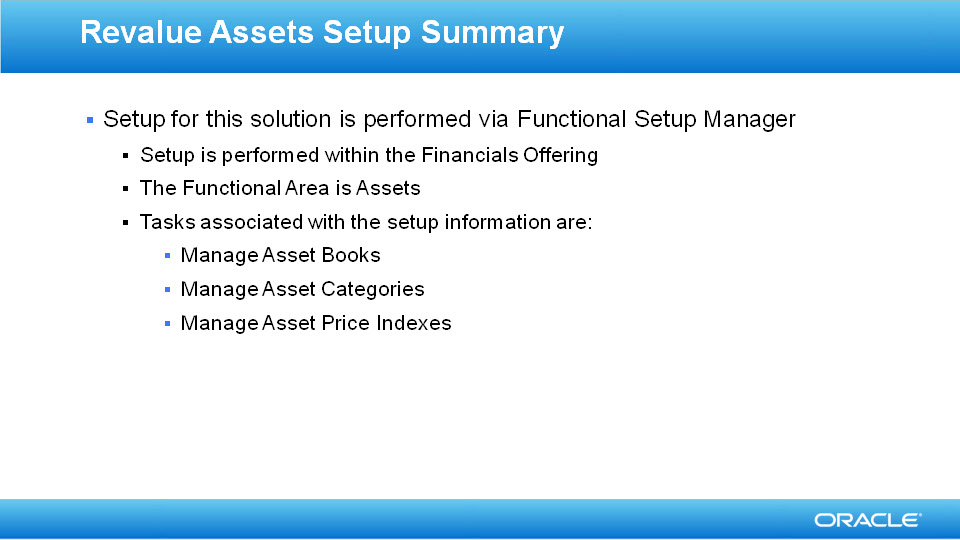 Revalue Assets Setup Summary
Setup for this solution is performed via Functional Setup Manager
Setup is performed within the Financials Offering
The Functional Area is Assets
Tasks associated with the setup information are:
Manage Asset Books
Manage Asset Categories
Manage Asset Price Indexes
ORACLE®